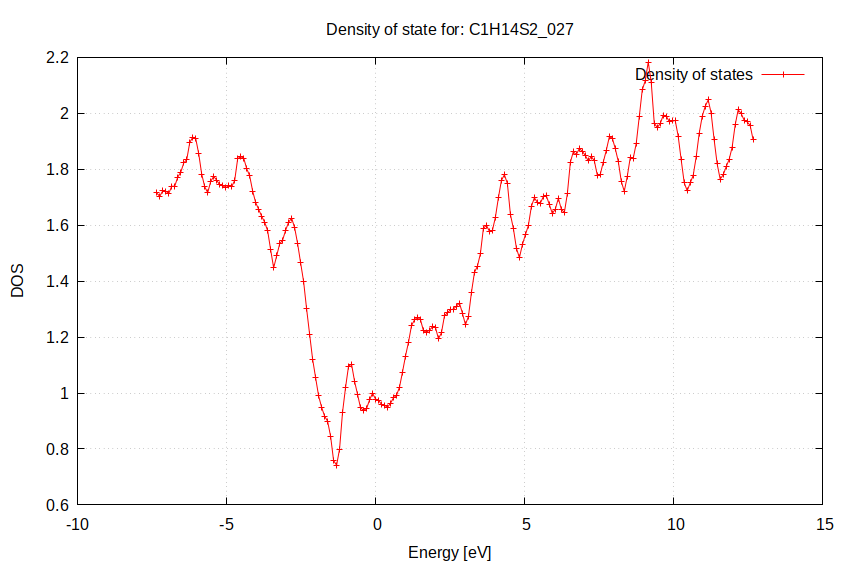 Density of state for: C1H14S2_027
Density of states
2.2
2
1.8
1.6
1.4
1.2
1
0.8
0.6
DOS
-10 -5 0 5 10 15
Energy [eV]